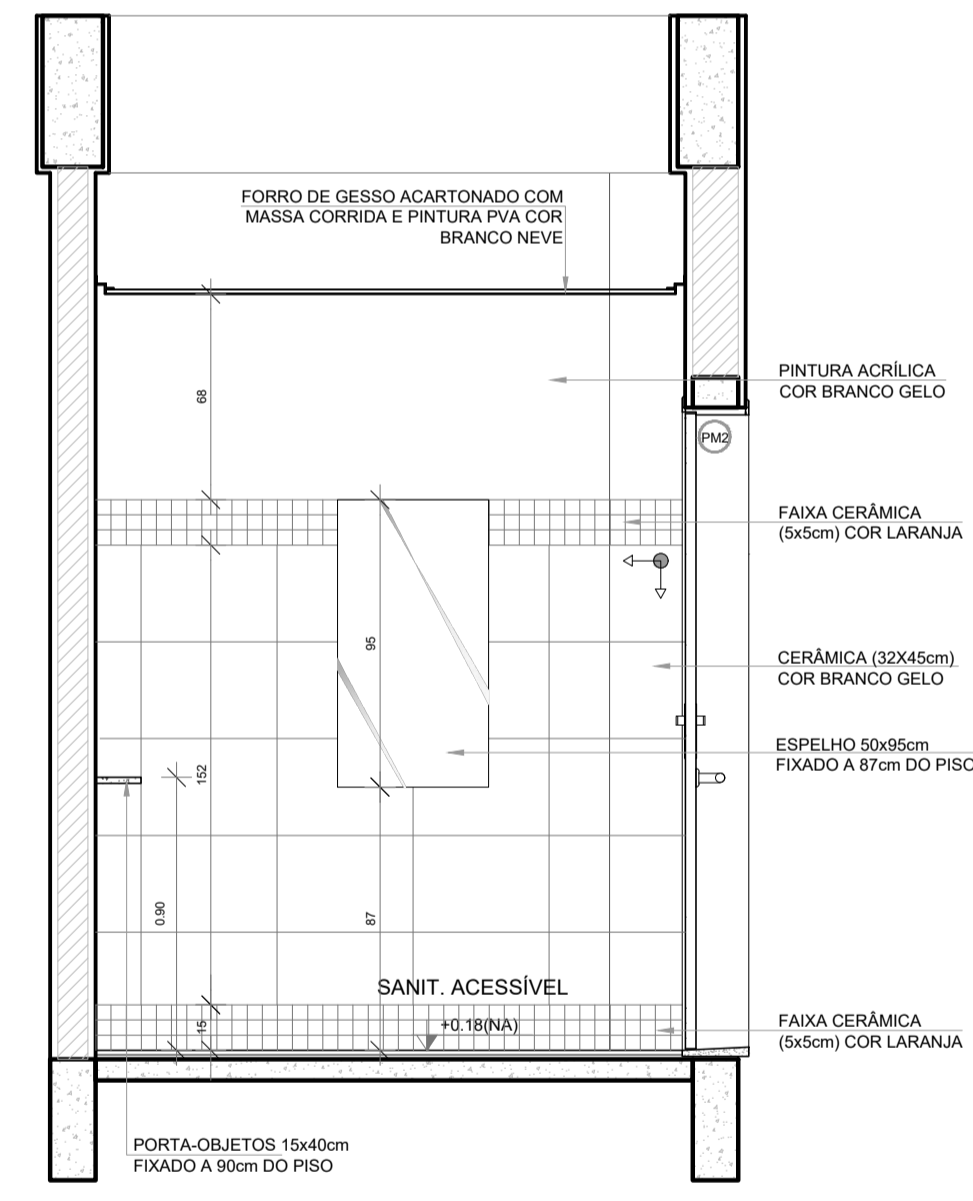 FORRO DE GESSO ACARTONADO COM
MASSA CORRIDA E PINTURA PVA COR
BRANCO NEVE
PINTURA ACRÍLICA
COR BRANCO GELO
68
PM2
FAIXA CERÂMICA
(5x5cm) COR LARANJA
95
CERÂMICA (32X45cm)
COR BRANCO GELO
ESPELHO 50x95cm
FIXADO A 87cm DO PISO
152
0.90
87
SANIT. ACESSÍVEL
+0.18(NA)
15
FAIXA CERÂMICA
(5x5cm) COR LARANJA
PORTA-OBJETOS 15x40cm
FIXADO A 90cm DO PISO